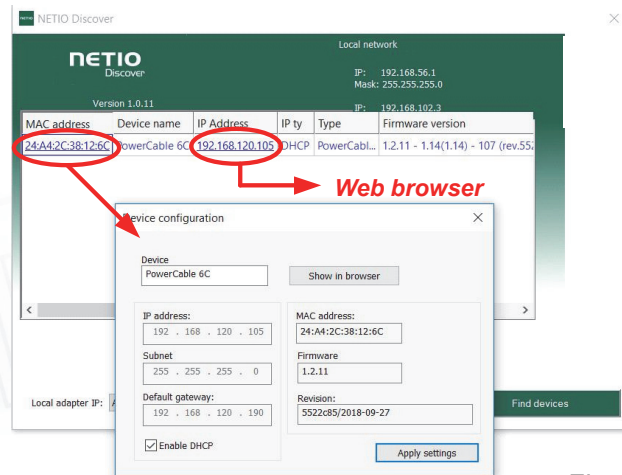 NETIO Discover
NETIO
Discover
Version 1.0.11
Local network
IP: 192.168.56.1
Mask: 255.255.255.0
IP: 192.168.102.3
MAC address Device name IP Address IP ty Type Firmware version
24:A4:2C:38:12:6C PowerCable 6C 192.168.120.105 DHCP PowerCabl... 1.2.11 - 1.14(1.14) - 107 (rev.552
Web browser
Device configuration
Device
PowerCable 6C
Show in browser
IP address:
192 . 168 . 120 . 105
MAC address:
24:A4:2C:38:12:6C
Subnet
255 . 255 . 255 . 0
Firmware
1.2.11
Default gateway:
192 . 168 . 120 . 190
Revision:
5522c85/2018-09-27
Enable DHCP
Apply settings
Local adapter IP:
Find devices